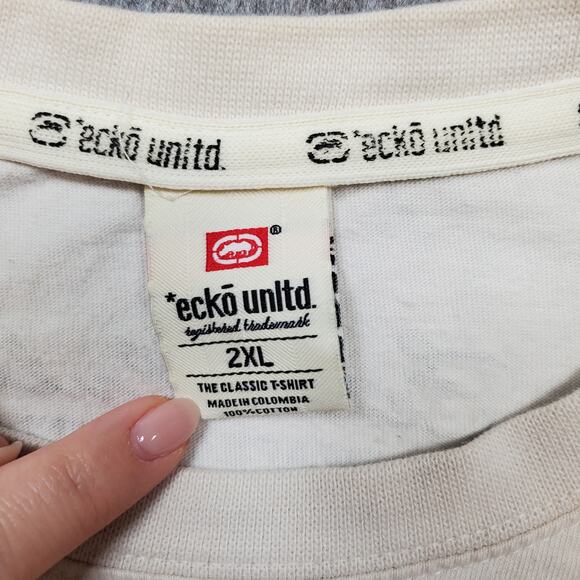 *eckō unltd.
*eckō unltd
®
*eckō unltd.
registered trademark
2XL
THE CLASSIC T-SHIRT
MADE IN COLOMBIA
100% COTTON